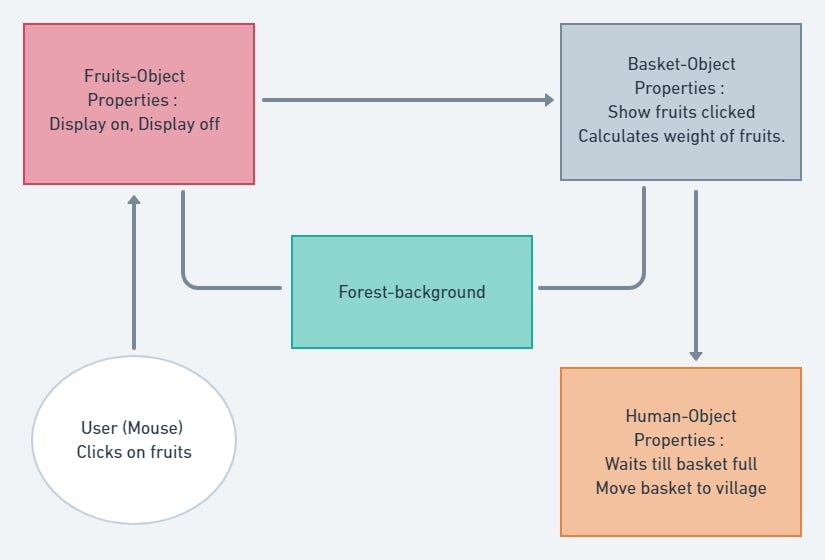 Fruits-Object
Properties :
Display on, Display off
Basket-Object
Properties :
Show fruits clicked
Calculates weight of fruits.
Forest-background
User (Mouse)
Clicks on fruits
Human-Object
Properties :
Waits till basket full
Move basket to village